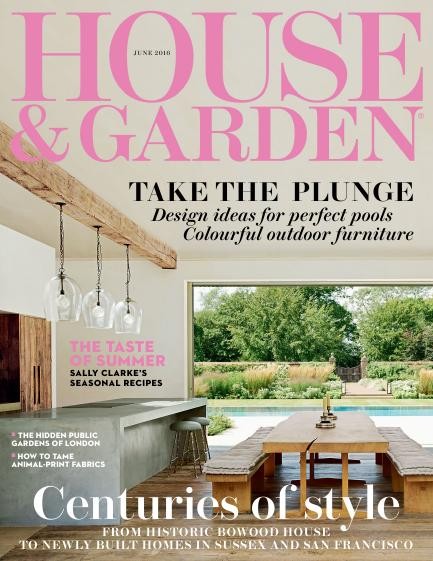 HOUSE
JUNE 2016
& GARDEN®
TAKE THE PLUNGE
Design ideas for perfect pools
Colourful outdoor furniture
THE TASTE
OF SUMMER
SALLY CLARKE'S
SEASONAL RECIPES
THE HIDDEN PUBLIC
GARDENS OF LONDON
HOW TO TAME
ANIMAL-PRINT FABRICS
Centuries of style
FROM HISTORIC BOWOOD HOUSE
TO NEWLY BUILT HOMES IN SUSSEX AND SAN FRANCISCO